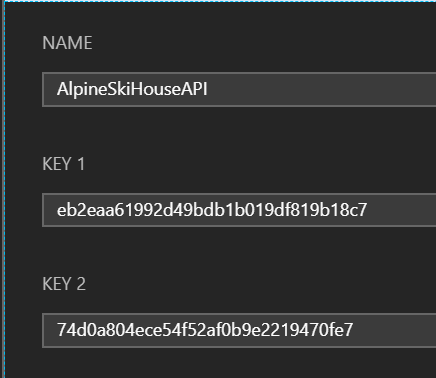 NAME
AlpineSkiHouseAPI
KEY 1
eb2eaa61992d49bdb1b019df819b18c7
KEY 2
74d0a804ece54f52af0b9e2219470fe7